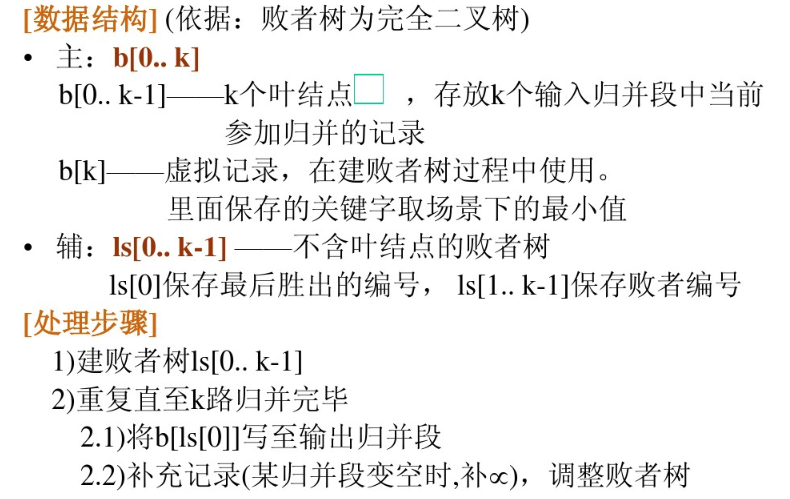 [数据结构] (依据：败者树为完全二叉树)
• 主：b[0.. k]
b[0.. k-1]——k个叶结点 ，存放k个输入归并段中当前
参加归并的记录
b[k]——虚拟记录，在建败者树过程中使用。
里面保存的关键字取场景下的最小值
• 辅：ls[0.. k-1] ——不含叶结点的败者树
ls[0]保存最后胜出的编号， ls[1.. k-1]保存败者编号
[处理步骤]
1)建败者树ls[0.. k-1]
2)重复直至k路归并完毕
2.1)将b[ls[0]]写至输出归并段
2.2)补充记录(某归并段变空时,补∝)，调整败者树